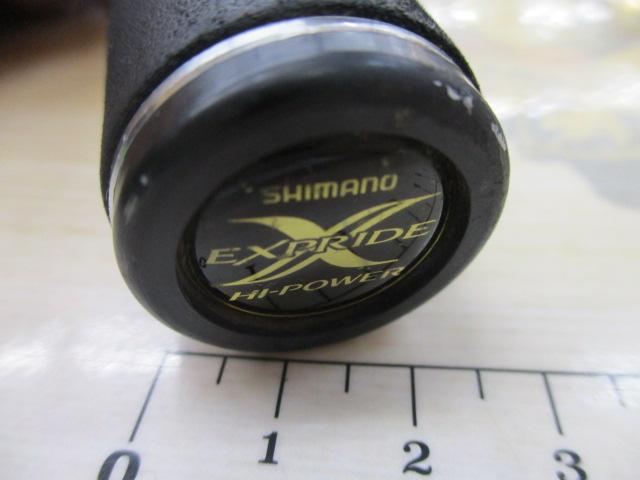 SHIMANO
EXPRIDE
HI-POWER
0 1 2 3